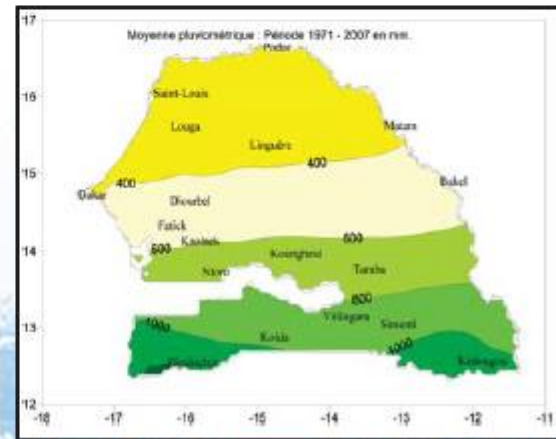 Moyenne pluviométrique : Période 1971 - 2007 en mm.
17
Podor
16
Saint-Louis
Louga
Matam
Linguère
15
400
400
Dakar
Bakel
Diourbel
Fatick
Kaolack
600
600
14
Koungheul
Nioro
Tamba
800
Vélingara
13
1000
Simenti
Kolda
1000
Ziguinchor
Kédougou
12
-18
-17
-16
-15
-14
-13
-12
-11